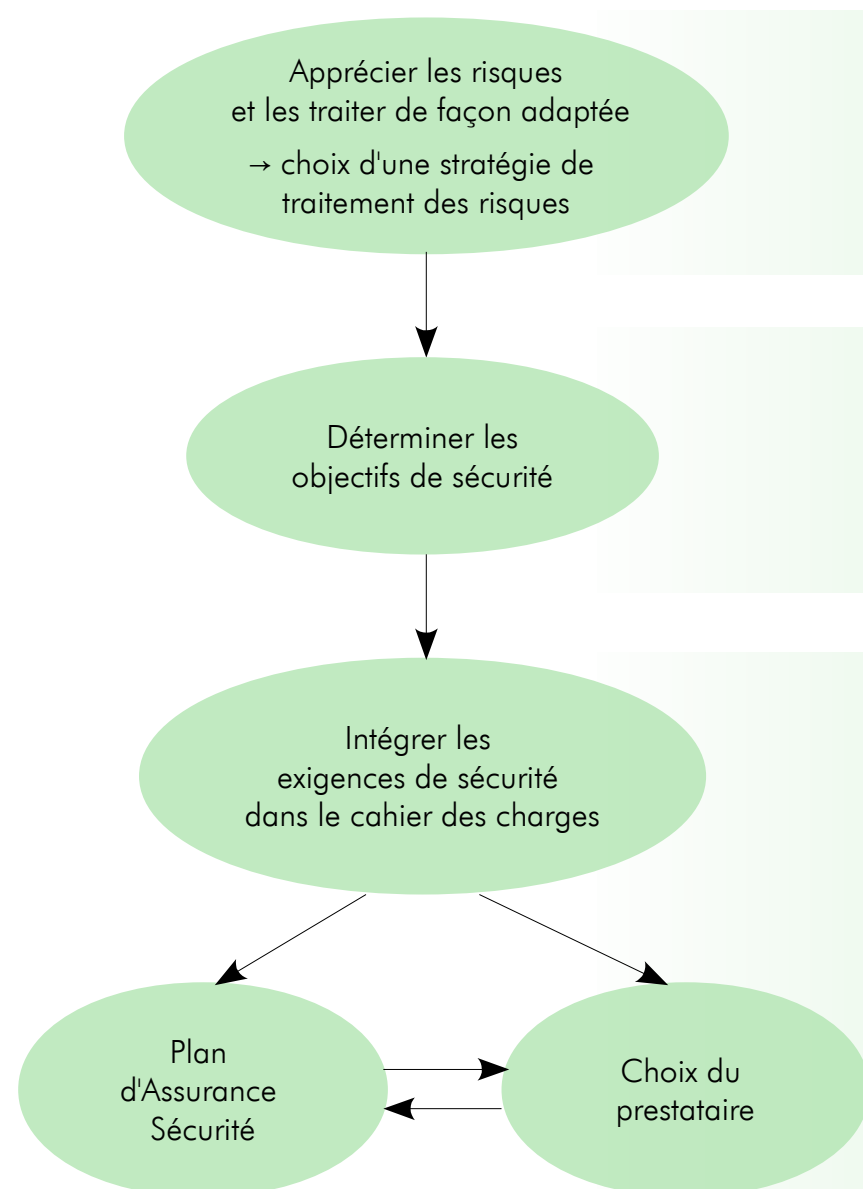 Apprécier les risques
et les traiter de façon adaptée
→ choix d'une stratégie de
traitement des risques
Déterminer les
objectifs de sécurité
Intégrer les
exigences de sécurité
dans le cahier des charges
Plan
d'Assurance
Sécurité
Choix du
prestataire